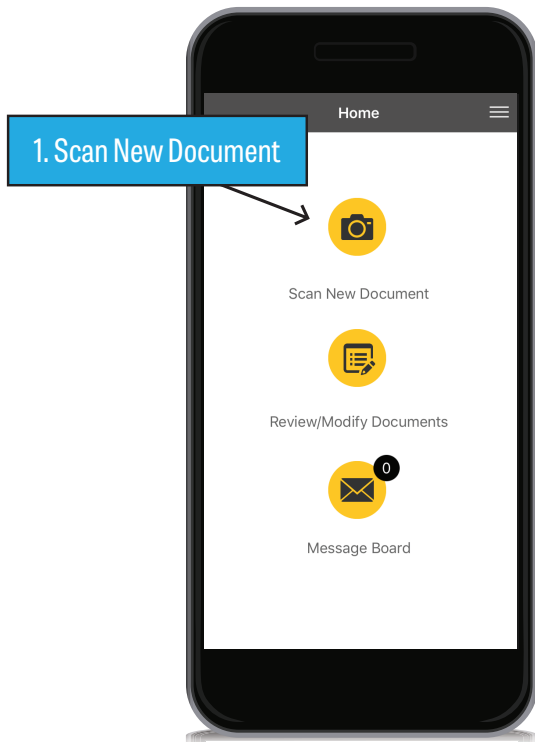 Home
1. Scan New Document
Scan New Document
Review/Modify Documents
0
Message Board